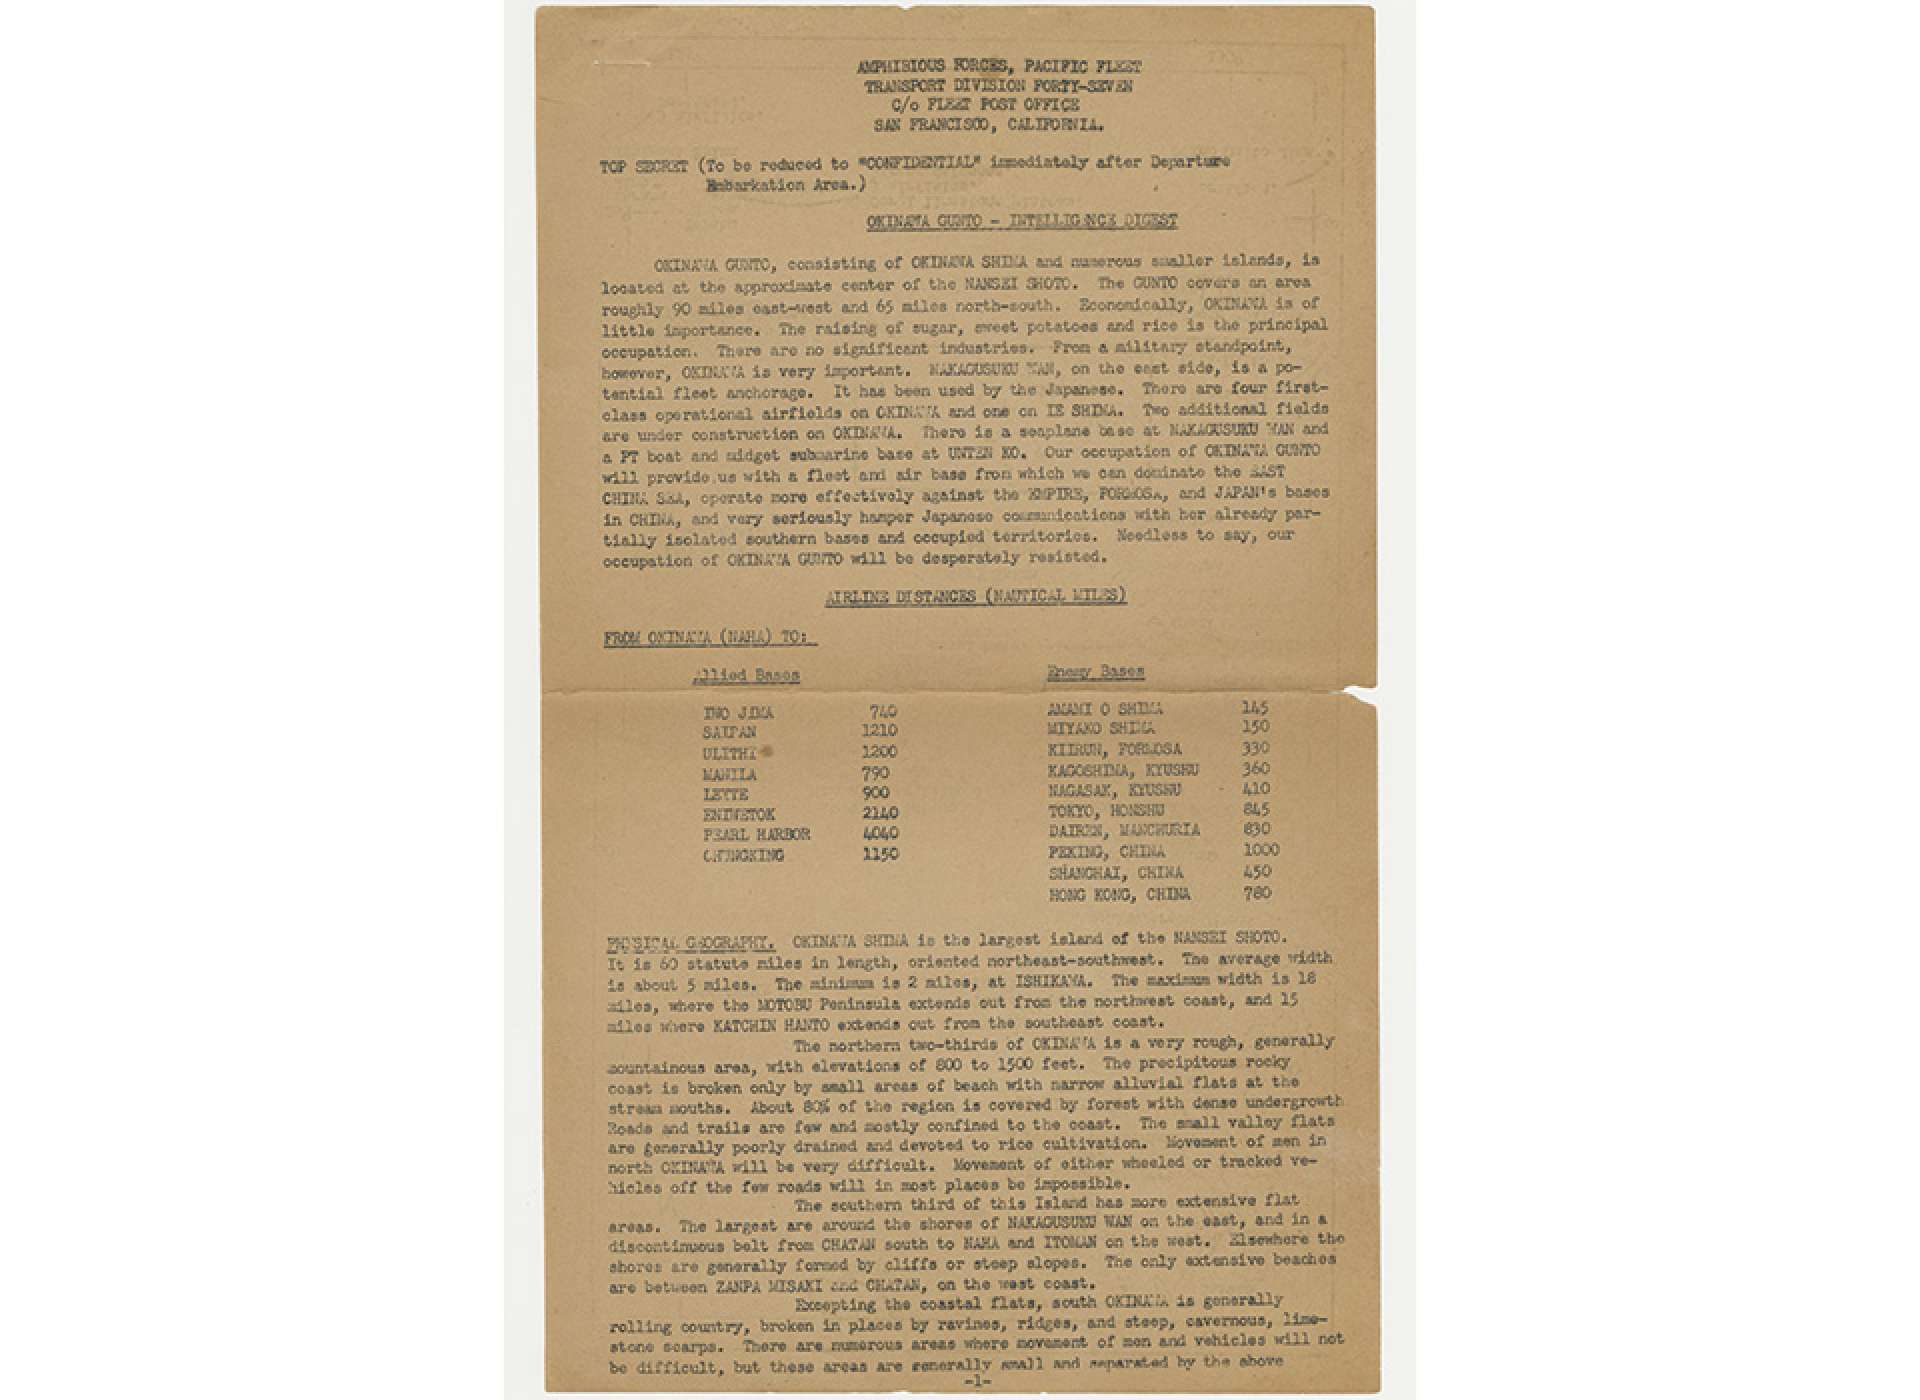 AMPHIBIOUS FORCES, PACIFIC FLEET
TRANSPORT DIVISION FORTY-SEVEN
C/o FLEET POST OFFICE
SAN FRANCISCO, CALIFORNIA.
TOP SECRET (To be reduced to "CONFIDENTIAL" immediately after Departure
Embarkation Area.)
OKINAWA GUNTO - INTELLIGENCE DIGEST
OKINAWA GUNTO, consisting of OKINAWA SHIMA and numerous smaller islands, is
located at the approximate center of the NANSEI SHOTO. The GUNTO covers an area
roughly 90 miles east-west and 65 miles north-south. Economically, OKINAWA is of
little importance. The raising of sugar, sweet potatoes and rice is the principal
occupation. There are no significant industries. From a military standpoint,
however, OKINAWA is very important. NAKAGUSUKU WAN, on the east side, is a po-
tential fleet anchorage. It has been used by the Japanese. There are four first-
class operational airfields on OKINAWA and one on IE SHIMA. Two additional fields
are under construction on OKINAWA. There is a seaplane base at NAKAGUSUKU WAN and
a PT boat and midget submarine base at UNTEN KO. Our occupation of OKINAWA GUNTO
will provide us with a fleet and air base from which we can dominate the EAST
CHINA SEA, operate more effectively against the EMPIRE, FORMOSA, and JAPAN's bases
in CHINA, and very seriously hamper Japanese communications with her already par-
tially isolated southern bases and occupied territories. Needless to say, our
occupation of OKINAWA GUNTO will be desperately resisted.
AIRLINE DISTANCES (NAUTICAL MILES)
FROM OKINAWA (NAHA) TO:
Allied Bases Enemy Bases
IWO JIMA 740 AMAMI O SHIMA 145
SAIPAN 1210 MIYAKO SHIMA 150
ULITHI 1200 KIIRUN, FORMOSA 330
MANILA 790 KAGOSHIMA, KYUSHU 360
LEYTE 900 NAGASAK, KYUSHU 410
ENIWETOK 2140 TOKYO, HONSHU 845
PEARL HARBOR 4040 DAIREN, MANCHURIA 830
CHUNGKING 1150 PEKING, CHINA 1000
SHANGHAI, CHINA 450
HONG KONG, CHINA 780
PHYSICAL GEOGRAPHY. OKINAWA SHIMA is the largest island of the NANSEI SHOTO.
It is 60 statute miles in length, oriented northeast-southwest. The average width
is about 5 miles. The minimum is 2 miles, at ISHIKAWA. The maximum width is 18
miles, where the MOTOBU Peninsula extends out from the northwest coast, and 15
miles where KATCHIN HANTO extends out from the southeast coast.
The northern two-thirds of OKINAWA is a very rough, generally
mountainous area, with elevations of 800 to 1500 feet. The precipitous rocky
coast is broken only by small areas of beach with narrow alluvial flats at the
stream mouths. About 80% of the region is covered by forest with dense undergrowth
Roads and trails are few and mostly confined to the coast. The small valley flats
are generally poorly drained and devoted to rice cultivation. Movement of men in
north OKINAWA will be very difficult. Movement of either wheeled or tracked ve-
hicles off the few roads will in most places be impossible.
The southern third of this Island has more extensive flat
areas. The largest are around the shores of NAKAGUSUKU WAN on the east, and in a
discontinuous belt from CHATAN south to NAHA and ITOMAN on the west. Elsewhere the
shores are generally formed by cliffs or steep slopes. The only extensive beaches
are between ZANPA MISAKI and CHATAN, on the west coast.
Excepting the coastal flats, south OKINAWA is generally
rolling country, broken in places by ravines, ridges, and steep, cavernous, lime-
stone scarps. There are numerous areas where movement of men and vehicles will not
be difficult, but these areas are generally small and separated by the above
-1-